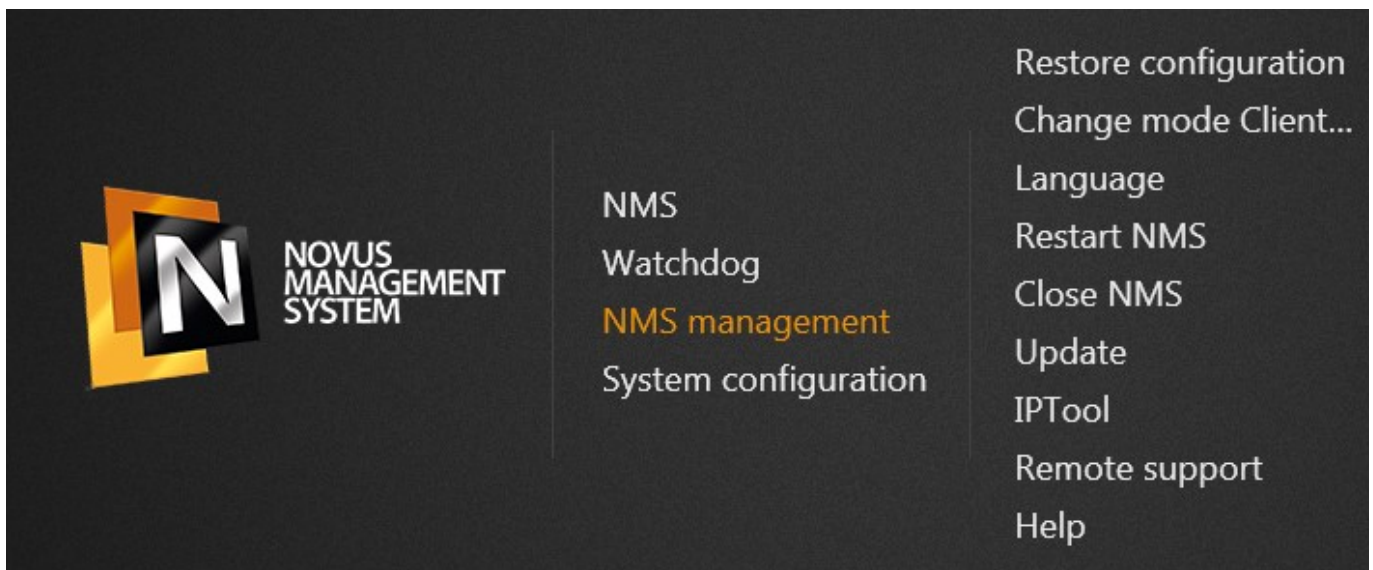 N
NOVUS
MANAGEMENT
SYSTEM
NMS
Watchdog
NMS management
System configuration
Restore configuration
Change mode Client...
Language
Restart NMS
Close NMS
Update
IPTool
Remote support
Help